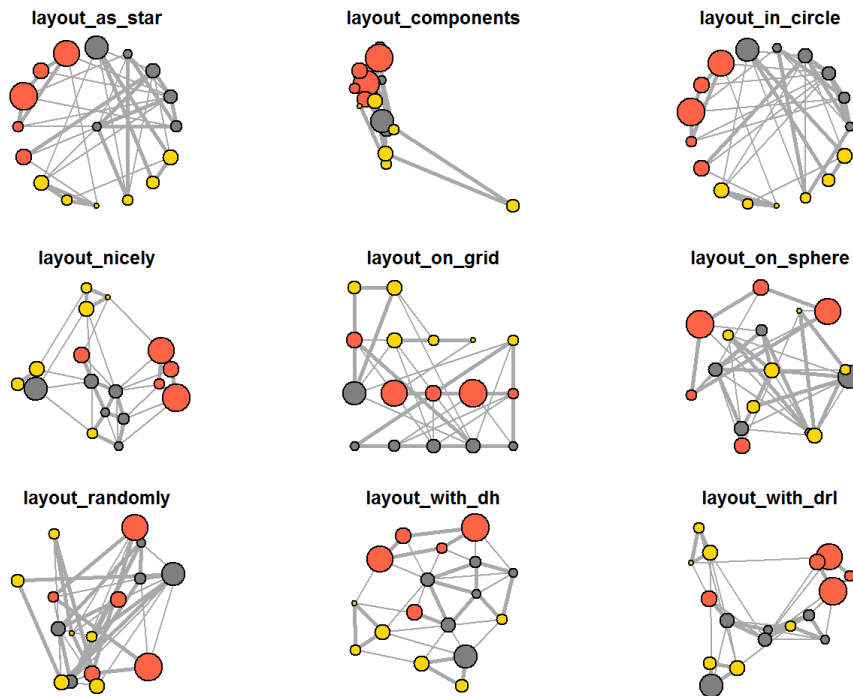 layout_as_star
layout_components
layout_in_circle
layout_nicely
layout_on_grid
layout_on_sphere
layout_randomly
layout_with_dh
layout_with_drl